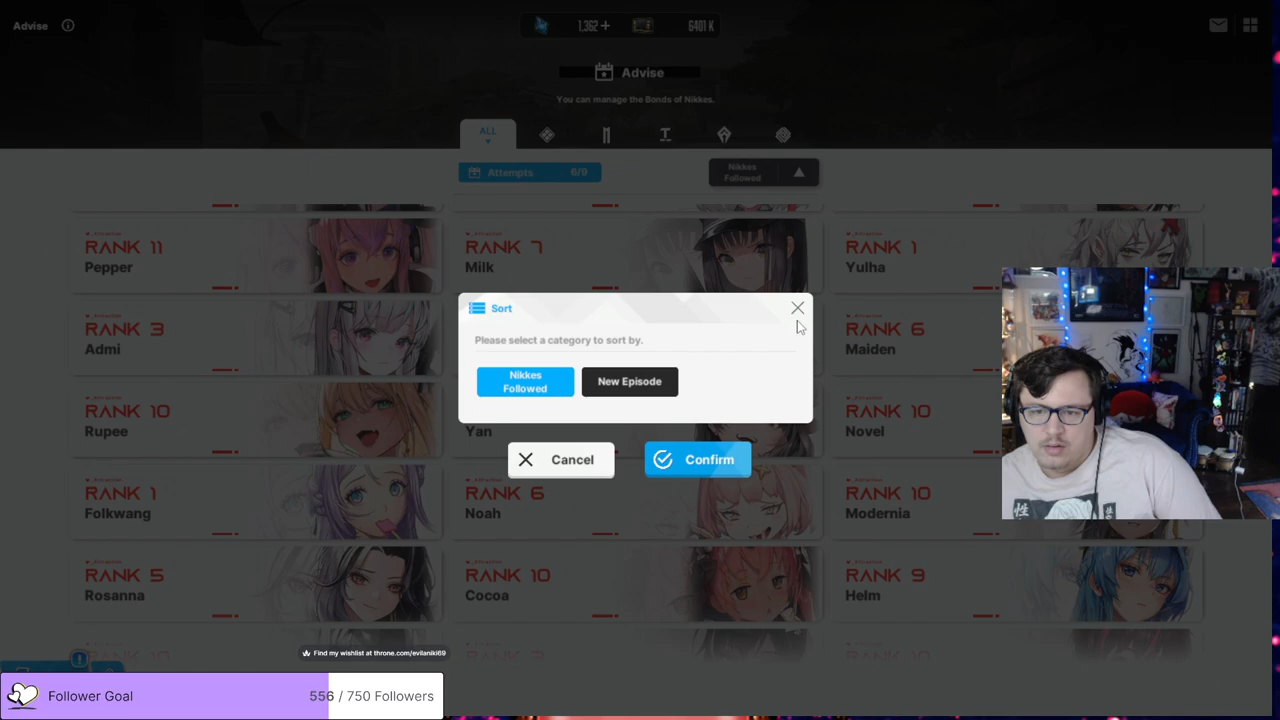 Advise
1,362
6401 K
Advise
You can manage the Bonds of Nikkes.
ALL
Attempts 6/9
Nikkes
Followed
RANK 11
Pepper
RANK 7
Milk
RANK 1
Yulha
RANK 3
Admi
RANK 6
Maiden
Sort
Please select a category to sort by.
Nikkes
Followed
New Episode
Cancel
Confirm
RANK 10
Rupee
Yan
RANK 10
Novel
RANK 1
Folkwang
RANK 6
Noah
RANK 10
Modernia
RANK 5
Rosanna
RANK 10
Cocoa
RANK 9
Helm
Find my wishlist at throne.com/evilaniki69
Follower Goal
556 / 750 Followers